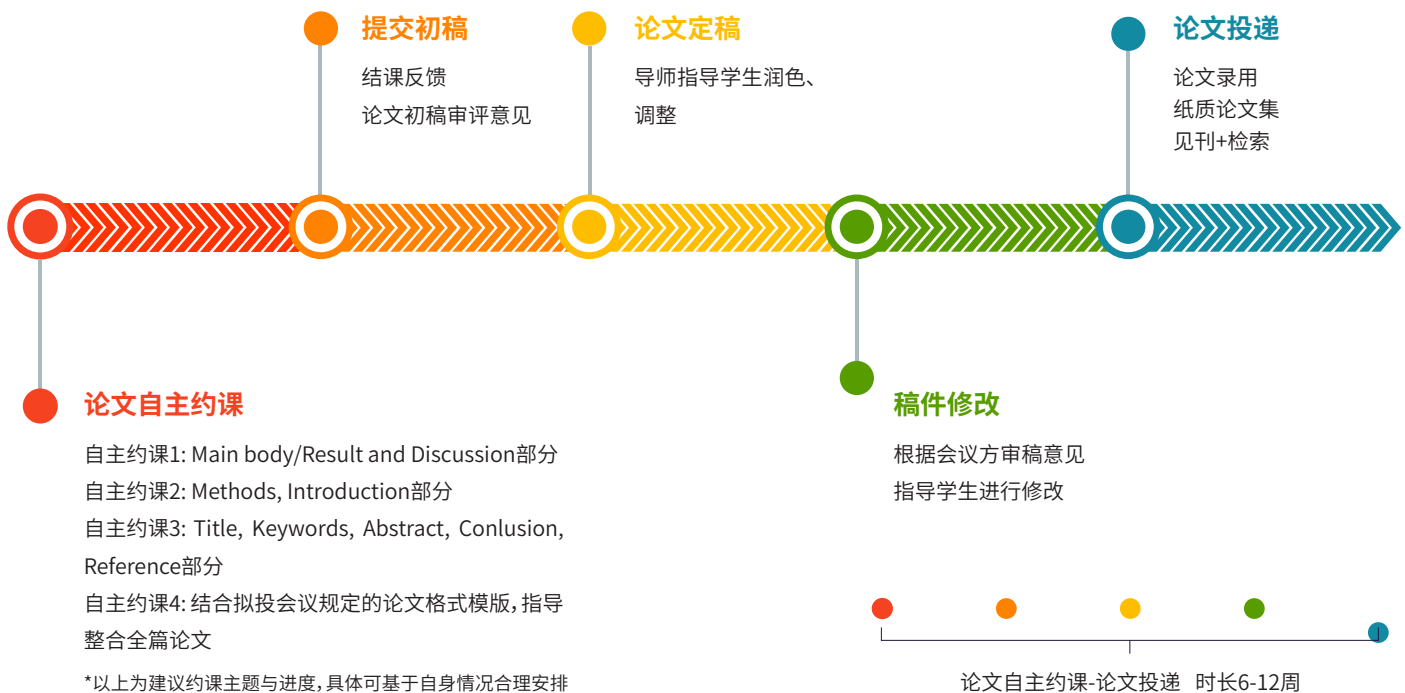 提交初稿
结课反馈
论文初稿审评意见
论文定稿
导师指导学生润色、
调整
论文投递
论文录用
纸质论文集
见刊+检索
论文自主约课
自主约课1: Main body/Result and Discussion部分
自主约课2: Methods, Introduction部分
自主约课3: Title, Keywords, Abstract, Conlusion,
Reference部分
自主约课4: 结合拟投会议规定的论文格式模版，指导
整合全篇论文
*以上为建议约课主题与进度，具体可基于自身情况合理安排
稿件修改
根据会议方审稿意见
指导学生进行修改
论文自主约课-论文投递 时长6-12周